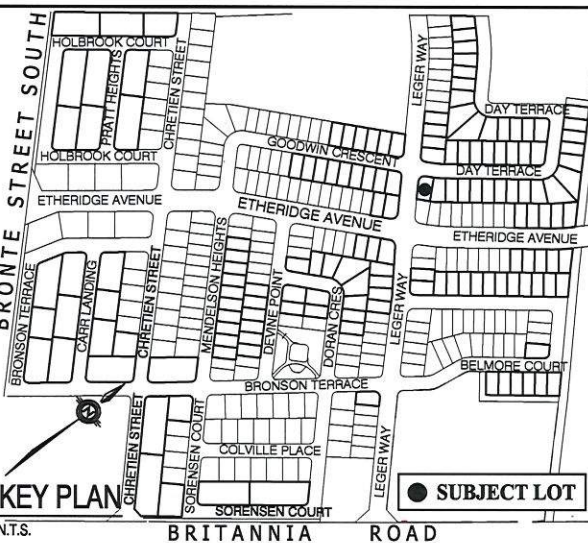 BRONTE STREET SOUTH
HOLBROOK COURT
PRATT HEIGHTS
CHRETIEN STREET
HOLBROOK COURT
LEGER WAY
DAY TERRACE
GOODWIN CRESCENT
DAY TERRACE
ETHERIDGE AVENUE
ETHERIDGE AVENUE
ETHERIDGE AVENUE
BRONSON TERRACE
CARR LANDING
CHRETIEN STREET
MENDELSON HEIGHTS
DEVINE POINT
DORAN CRES
LEGER WAY
BELMORE COURT
BRONSON TERRACE
N
CHRETIEN STREET
SORENSEN COURT
COLVILLE PLACE
LEGER WAY
KEY PLAN
SUBJECT LOT
SORENSEN COURT
N.T.S.
BRITANNIA ROAD